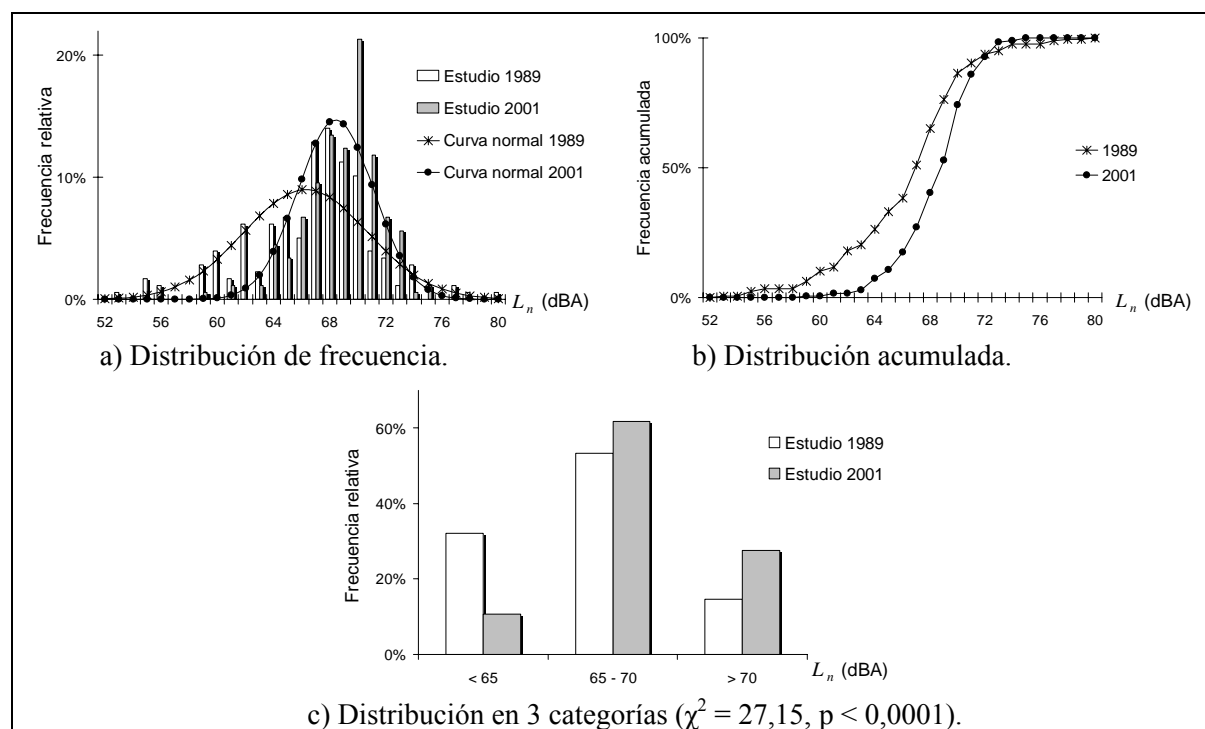 20%
10%
0%
Frecuencia relativa
Estudio 1989
Estudio 2001
Curva normal 1989
Curva normal 2001
52 56 60 64 68 72 76 80
L n (dBA)
a) Distribución de frecuencia.
100%
50%
0%
Frecuencia acumulada
1989
2001
52 56 60 64 68 72 76 80
L n (dBA)
b) Distribución acumulada.
60%
40%
20%
0%
Frecuencia relativa
Estudio 1989
Estudio 2001
< 65 65 - 70 > 70
L n (dBA)
c) Distribución en 3 categorías (χ² = 27,15, p < 0,0001).